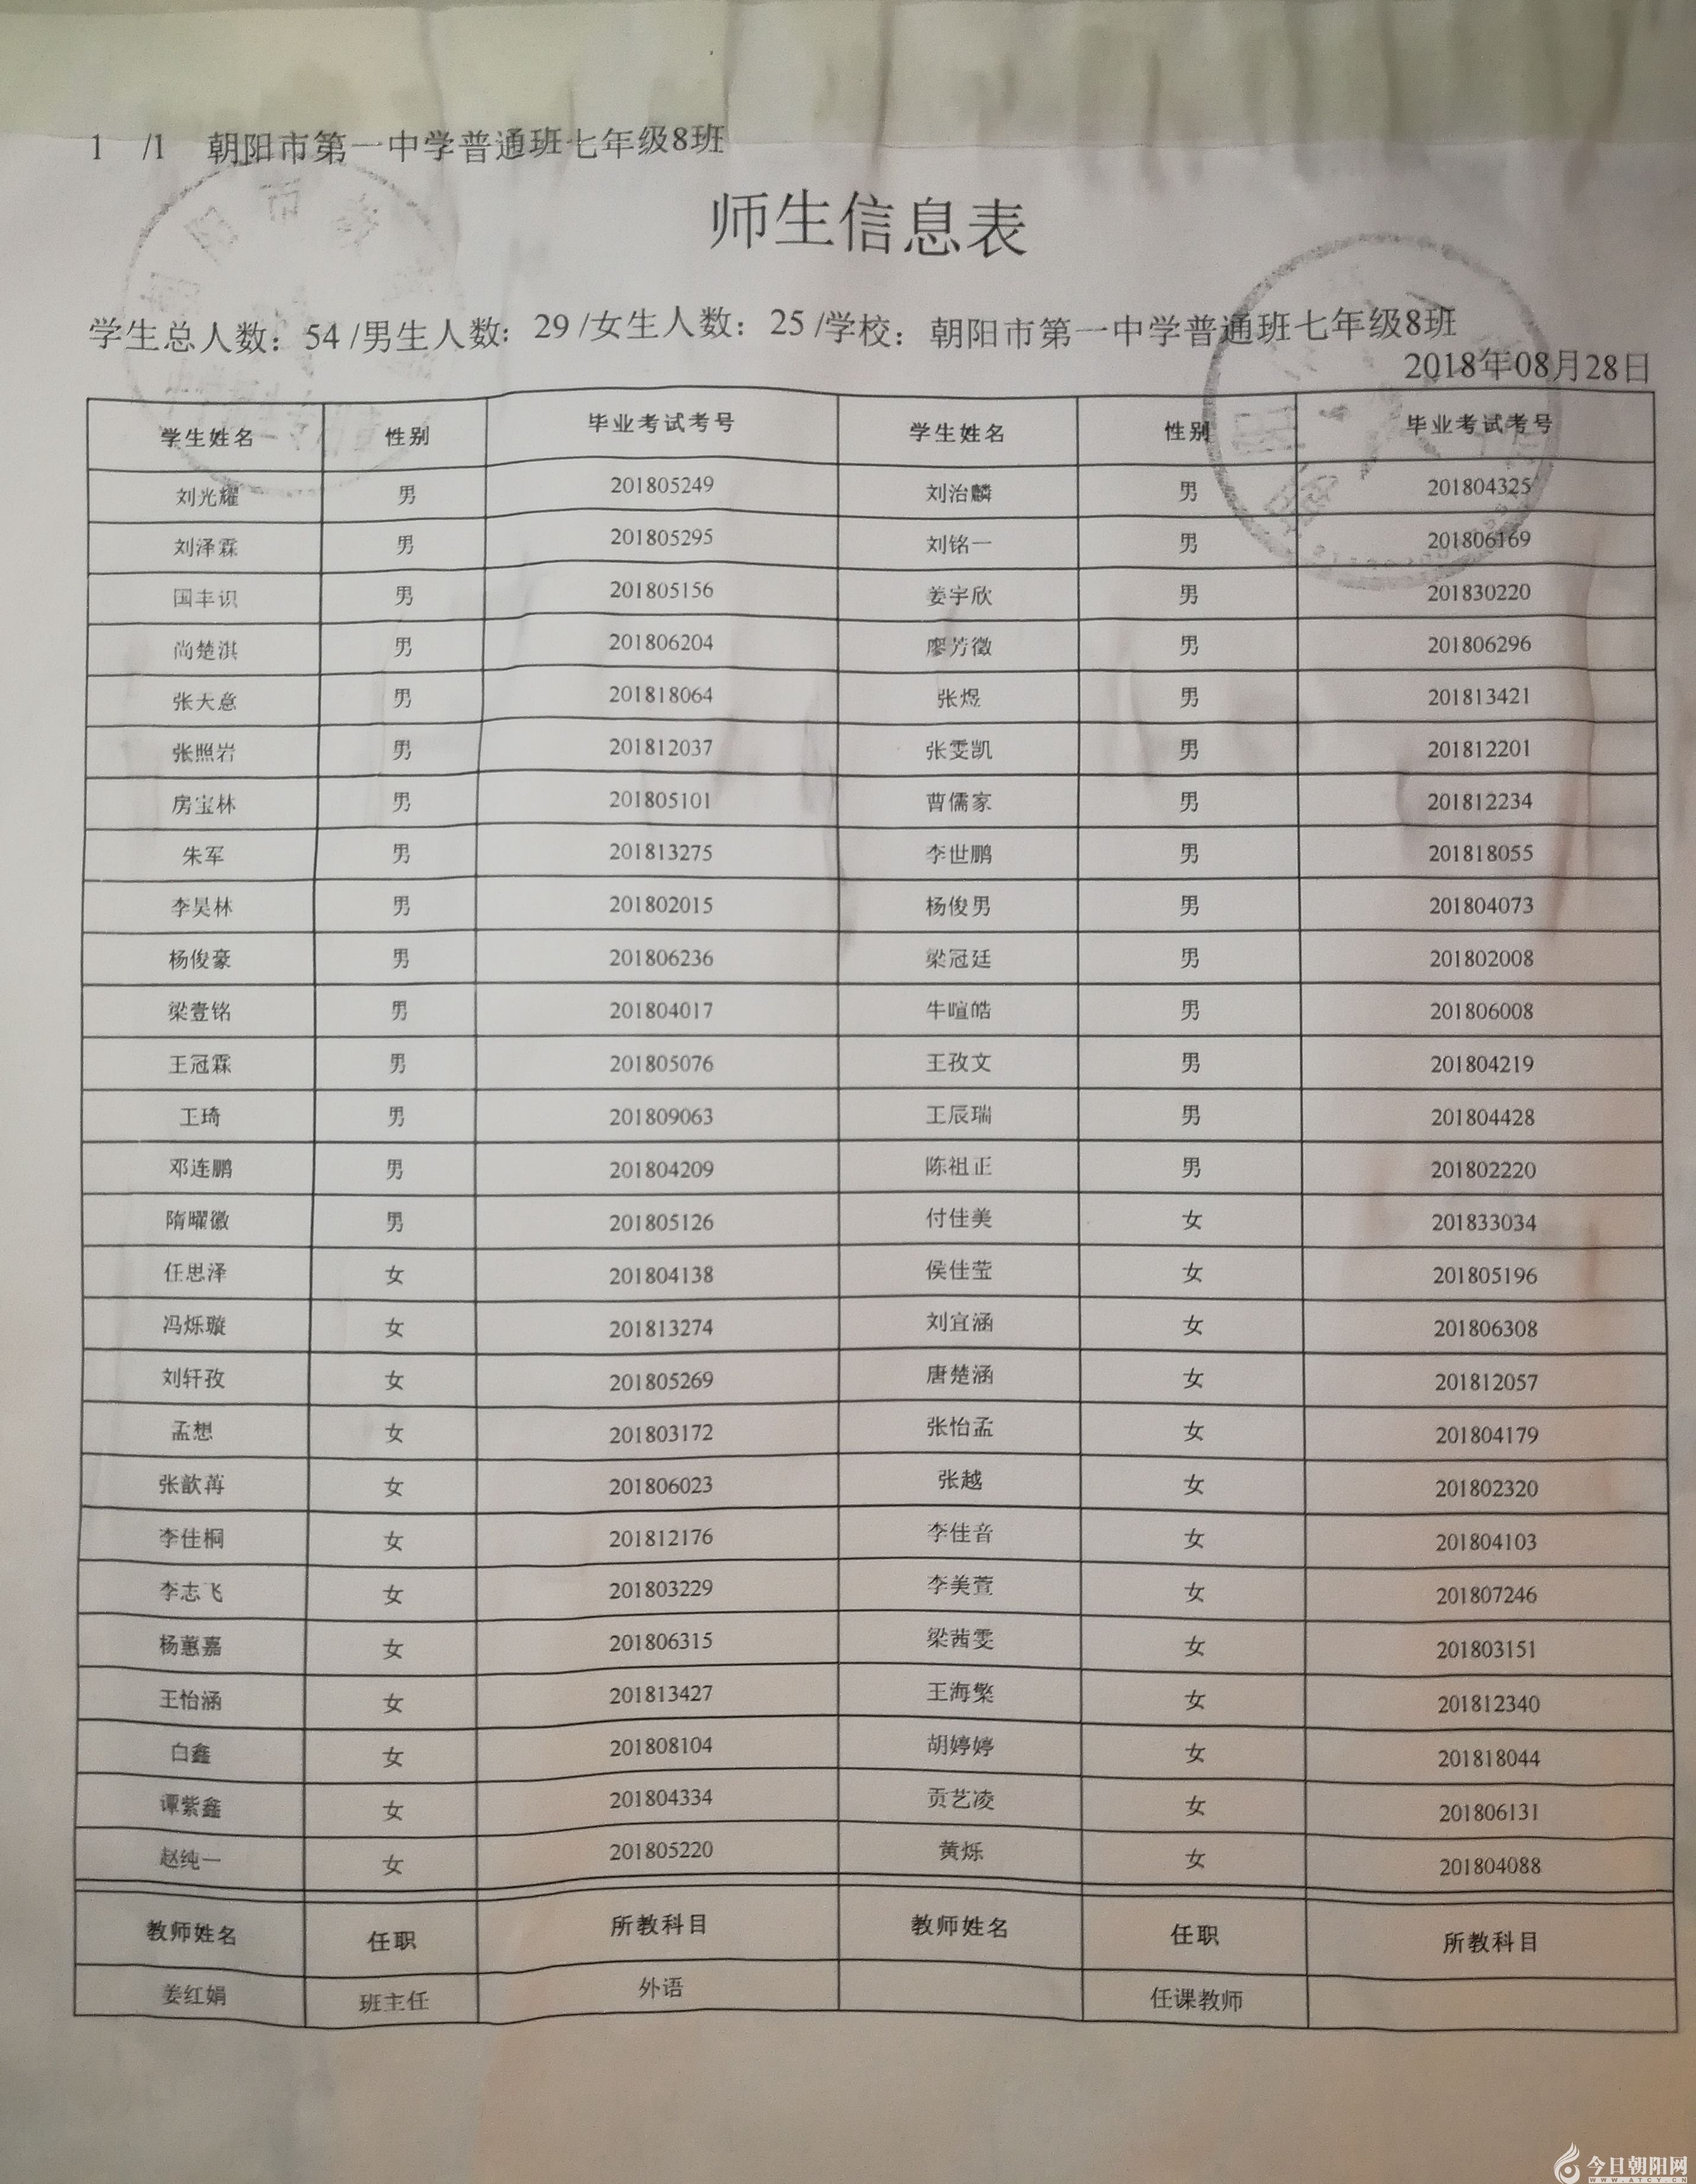 1 /1 朝阳市第一中学普通班七年级8班
师生信息表
学生总人数：54 /男生人数：29 /女生人数：25 /学校：朝阳市第一中学普通班七年级8班
2018年08月28日
学生姓名 性别 毕业考试考号 学生姓名 性别 毕业考试考号
刘光耀 男 201805249 刘治麟 男 201804325
刘泽霖 男 201805295 刘铭一 男 201806169
国丰识 男 201805156 姜宇欣 男 201830220
尚楚淇 男 201806204 廖芳徵 男 201806296
张天意 男 201818064 张煜 男 201813421
张照岩 男 201812037 张雯凯 男 201812201
房宝林 男 201805101 曹儒家 男 201812234
朱军 男 201813275 李世鹏 男 201818055
李昊林 男 201802015 杨俊男 男 201804073
杨俊豪 男 201806236 梁冠廷 男 201802008
梁壹铭 男 201804017 牛暄皓 男 201806008
王冠霖 男 201805076 王孜文 男 201804219
王琦 男 201809063 王辰瑞 男 201804428
邓连鹏 男 201804209 陈祖正 男 201802220
隋曜徽 男 201805126 付佳美 女 201833034
任思泽 女 201804138 侯佳莹 女 201805196
冯烁璇 女 201813274 刘宜涵 女 201806308
刘轩孜 女 201805269 唐楚涵 女 201812057
孟想 女 201803172 张怡孟 女 201804179
张歆苒 女 201806023 张越 女 201802320
李佳桐 女 201812176 李佳音 女 201804103
李志飞 女 201803229 李美萱 女 201807246
杨蕙嘉 女 201806315 梁茜雯 女 201803151
王怡涵 女 201813427 王海棠 女 201812340
白鑫 女 201808104 胡婷婷 女 201818044
谭紫鑫 女 201804334 贡艺凌 女 201806131
赵纯一 女 201805220 黄烁 女 201804088
教师姓名 任职 所教科目 教师姓名 任职 所教科目
姜红娟 班主任 外语 任课教师
今日朝阳网
WWW.ATCY.CN